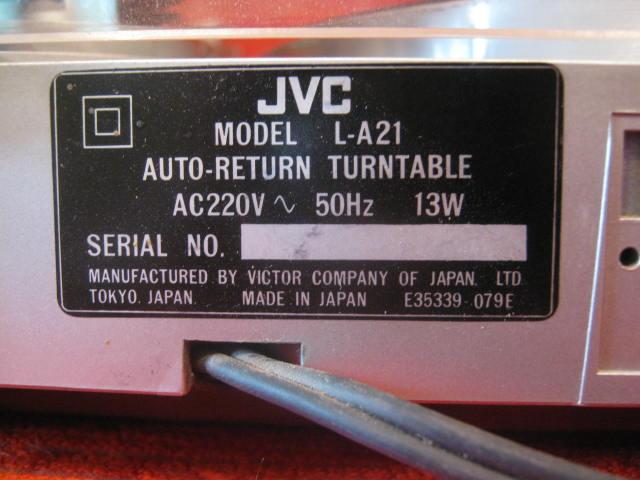 JVC
MODEL L-A21
AUTO-RETURN TURNTABLE
AC220V ∿ 50Hz 13W
SERIAL NO.
MANUFACTURED BY VICTOR COMPANY OF JAPAN. LTD
TOKYO. JAPAN. MADE IN JAPAN E35339-079E